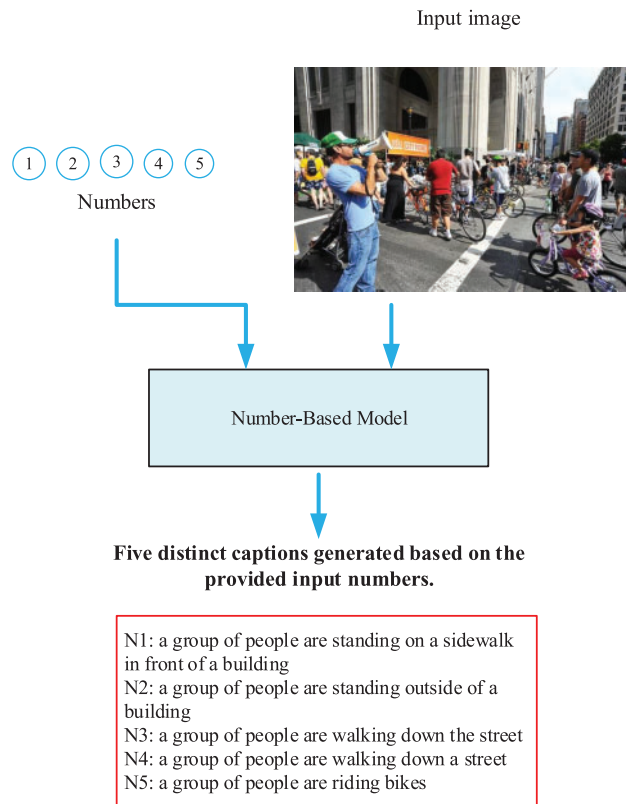 Input image
1 2 3 4 5
Numbers
Number-Based Model
Five distinct captions generated based on the
provided input numbers.
N1: a group of people are standing on a sidewalk
in front of a building
N2: a group of people are standing outside of a
building
N3: a group of people are walking down the street
N4: a group of people are walking down a street
N5: a group of people are riding bikes